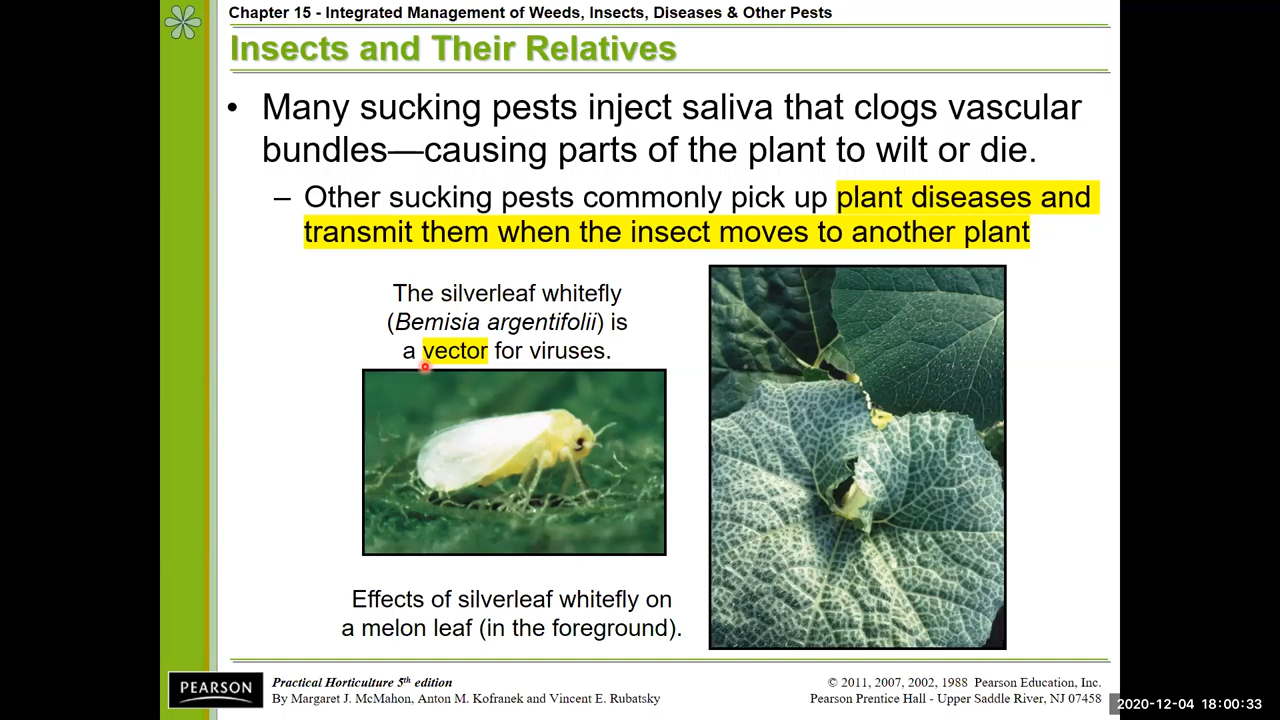 Chapter 15 - Integrated Management of Weeds, Insects, Diseases & Other Pests
Insects and Their Relatives
• Many sucking pests inject saliva that clogs vascular
bundles—causing parts of the plant to wilt or die.
– Other sucking pests commonly pick up plant diseases and
transmit them when the insect moves to another plant
The silverleaf whitefly
(Bemisia argentifolii) is
a vector for viruses.
Effects of silverleaf whitefly on
a melon leaf (in the foreground).
PEARSON
Practical Horticulture 5th edition
By Margaret J. McMahon, Anton M. Kofranek and Vincent E. Rubatsky
© 2011, 2007, 2002, 1988 Pearson Education, Inc.
Pearson Prentice Hall - Upper Saddle River, NJ 07458
2020-12-04 18:00:33